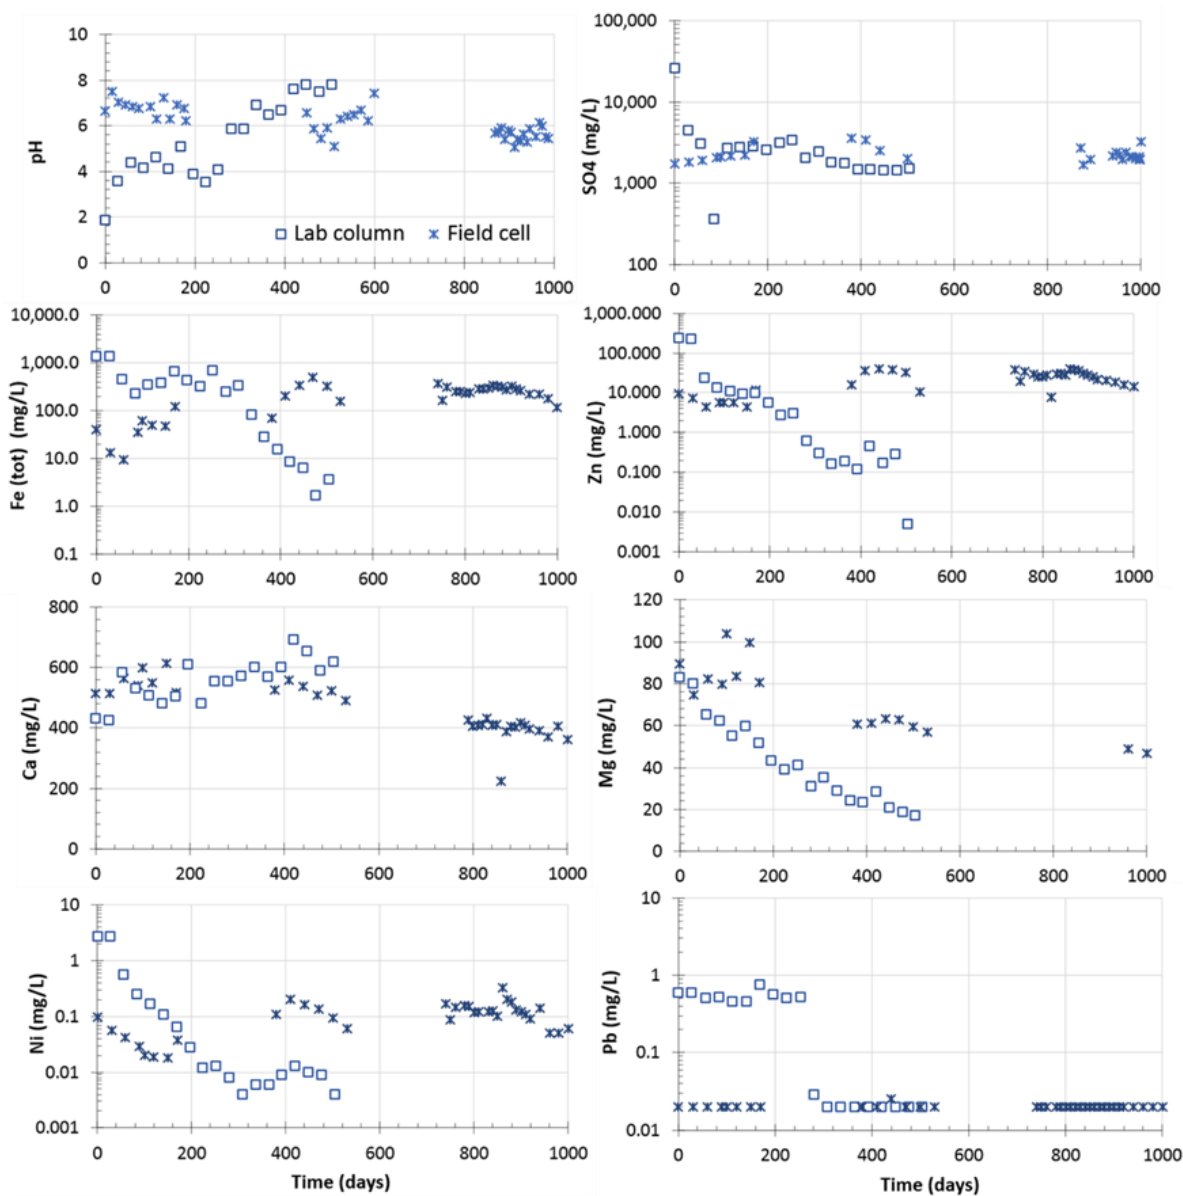 10
8
6
4
2
0
pH
Lab column
Field cell
0 200 400 600 800 1000
100,000
10,000
1,000
100
SO4 (mg/L)
0 200 400 600 800 1000
10,000.0
1,000.0
100.0
10.0
1.0
0.1
Fe (tot) (mg/L)
0 200 400 600 800 1000
1,000.000
100.000
10.000
1.000
0.100
0.010
0.001
Zn (mg/L)
0 200 400 600 800 1000
800
600
400
200
0
Ca (mg/L)
0 200 400 600 800 1000
120
100
80
60
40
20
0
Mg (mg/L)
0 200 400 600 800 1000
10
1
0.1
0.01
0.001
Ni (mg/L)
0 200 400 600 800 1000
Time (days)
10
1
0.1
0.01
Pb (mg/L)
0 200 400 600 800 1000
Time (days)